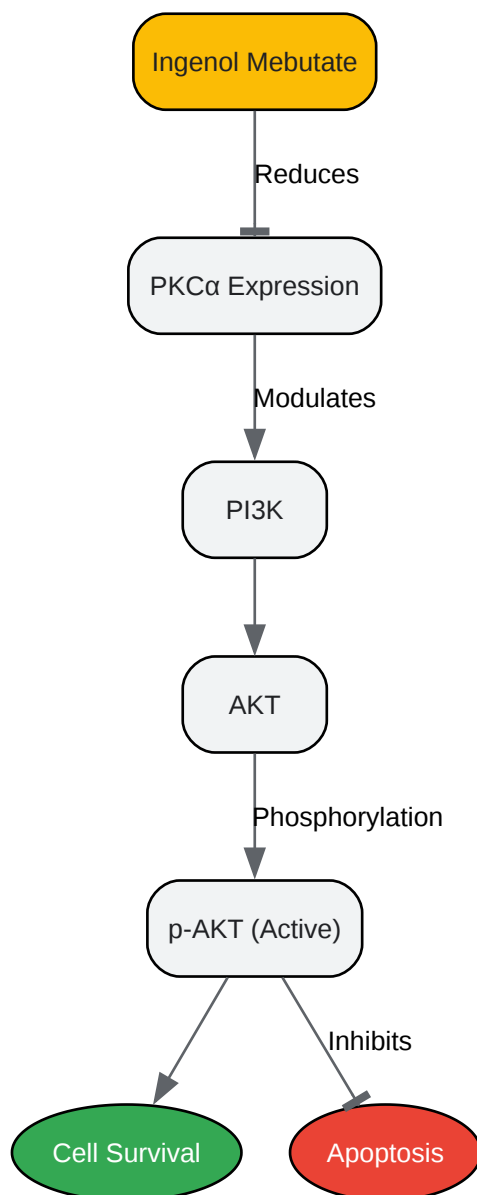 Ingenol Mebutate
Reduces
PKCα Expression
Modulates
PI3K
AKT
Phosphorylation
p-AKT (Active)
Inhibits
Cell Survival
Apoptosis